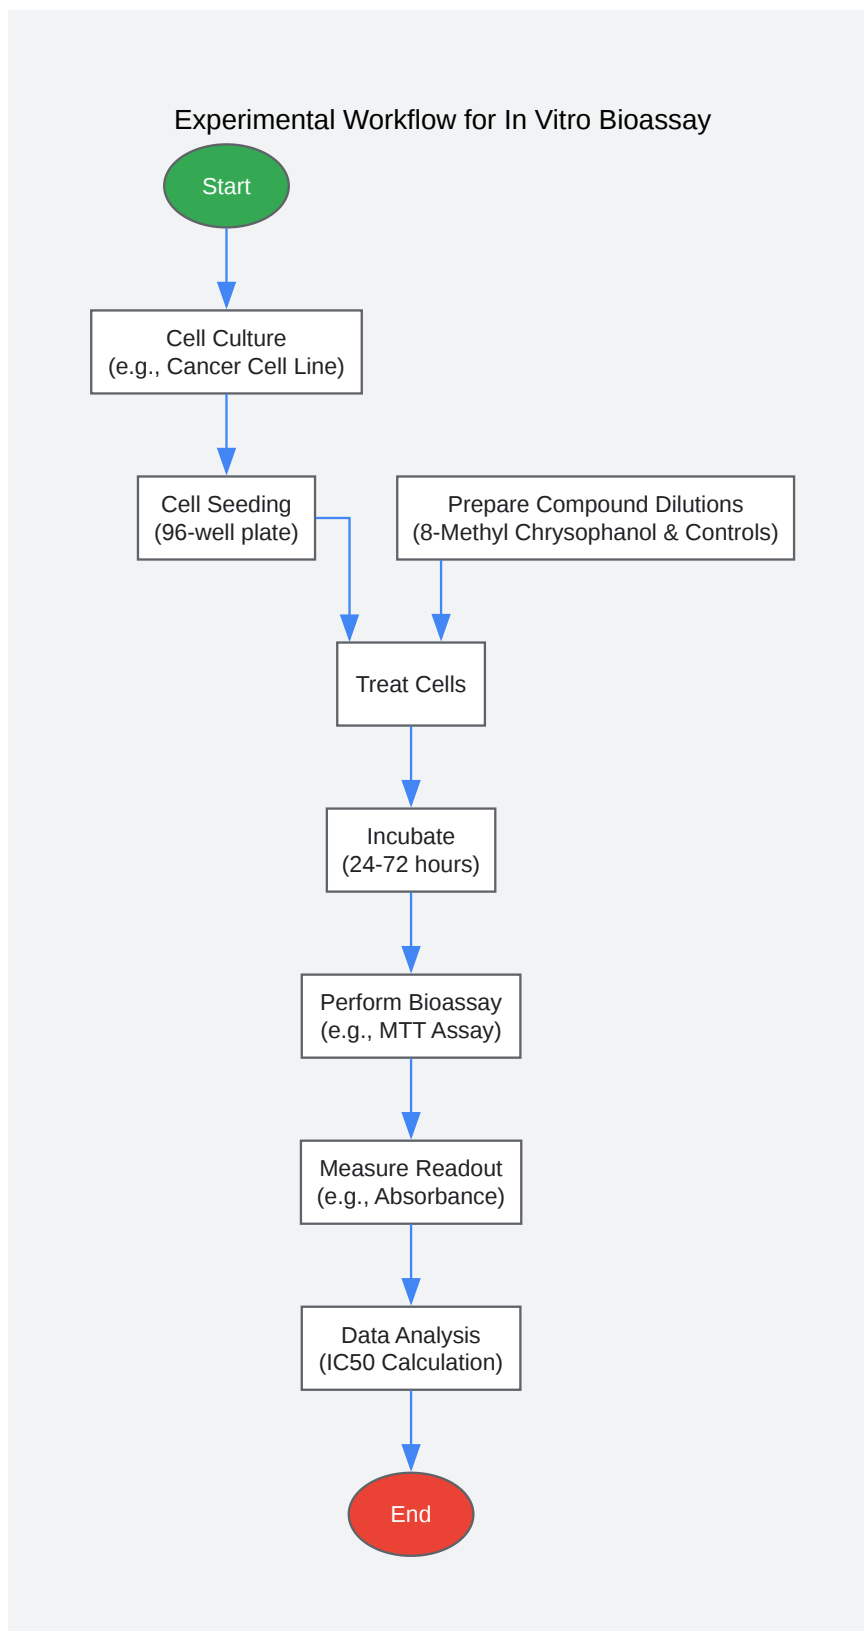 Experimental Workflow for In Vitro Bioassay
Start
Cell Culture
(e.g., Cancer Cell Line)
Cell Seeding
(96-well plate)
Prepare Compound Dilutions
(8-Methyl Chrysophanol & Controls)
Treat Cells
Incubate
(24-72 hours)
Perform Bioassay
(e.g., MTT Assay)
Measure Readout
(e.g., Absorbance)
Data Analysis
(IC50 Calculation)
End